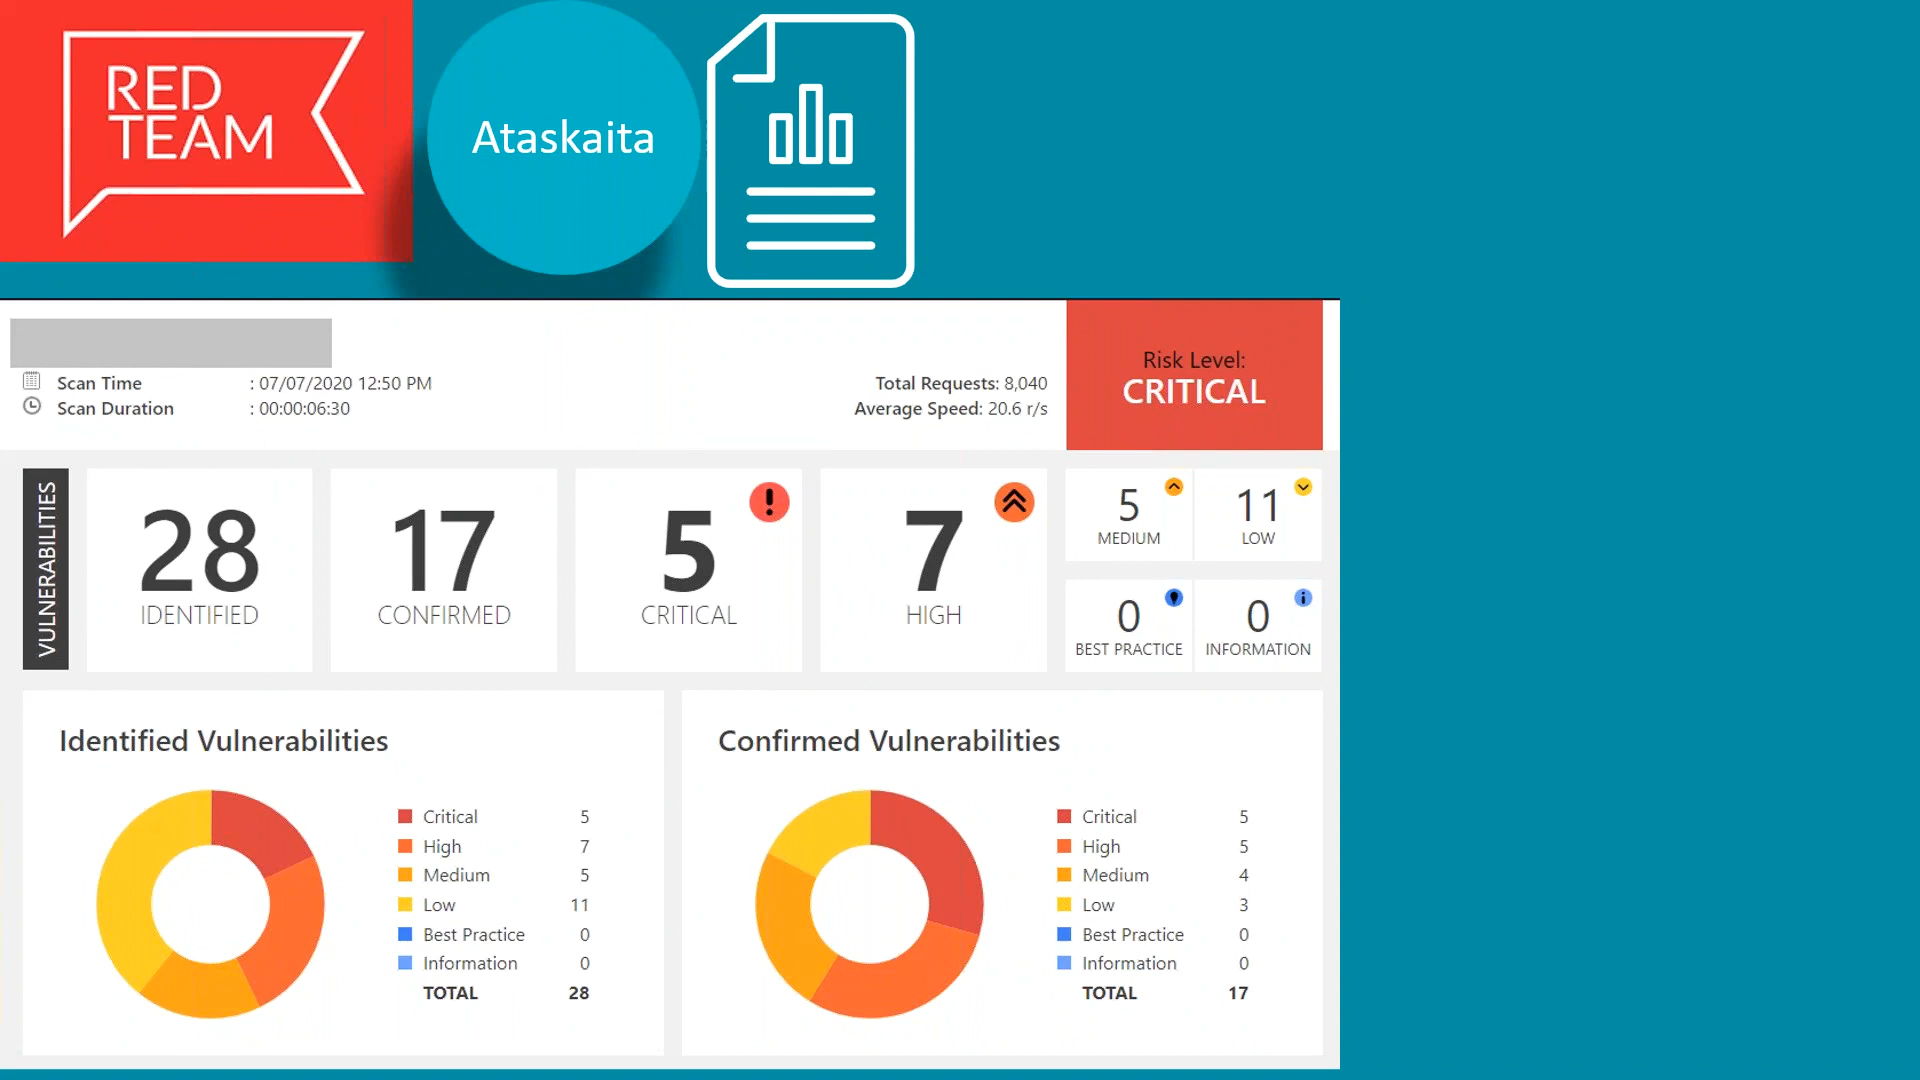 RED
TEAM
Ataskaita
Scan Time : 07/07/2020 12:50 PM
Scan Duration : 00:00:06:30
Total Requests: 8,040
Average Speed: 20.6 r/s
Risk Level:
CRITICAL
VULNERABILITIES
28
IDENTIFIED
17
CONFIRMED
5
CRITICAL
7
HIGH
5
MEDIUM
11
LOW
0
BEST PRACTICE
0
INFORMATION
Identified Vulnerabilities
Critical 5
High 7
Medium 5
Low 11
Best Practice 0
Information 0
TOTAL 28
Confirmed Vulnerabilities
Critical 5
High 5
Medium 4
Low 3
Best Practice 0
Information 0
TOTAL 17